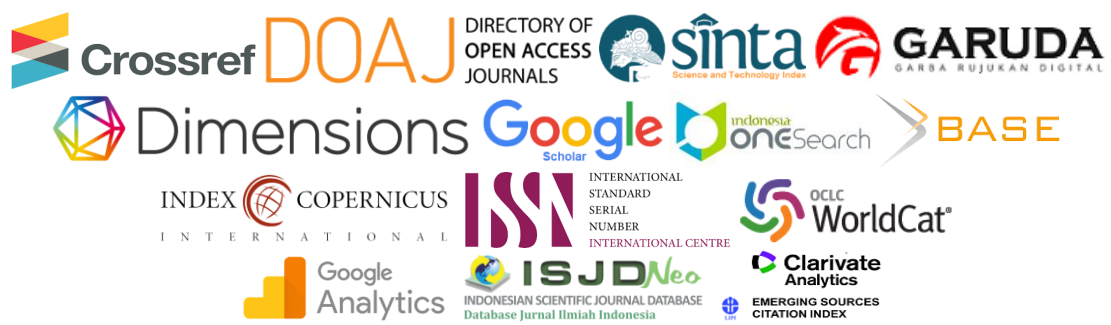 Crossref
DOAJ
DIRECTORY OF
OPEN ACCESS
JOURNALS
sinta
Science and Technology Index
GARUDA
GARBA RUJUKAN DIGITAL
Dimensions
Google
Scholar
indonesia
oneSearch
BASE
INDEX COPERNICUS
INTERNATIONAL
ISSN
INTERNATIONAL
STANDARD
SERIAL
NUMBER
INTERNATIONAL CENTRE
OCLC
WorldCat®
Google
Analytics
ISJD Neo
INDONESIAN SCIENTIFIC JOURNAL DATABASE
Database Jurnal Ilmiah Indonesia
Clarivate
Analytics
LIPI
EMERGING SOURCES
CITATION INDEX